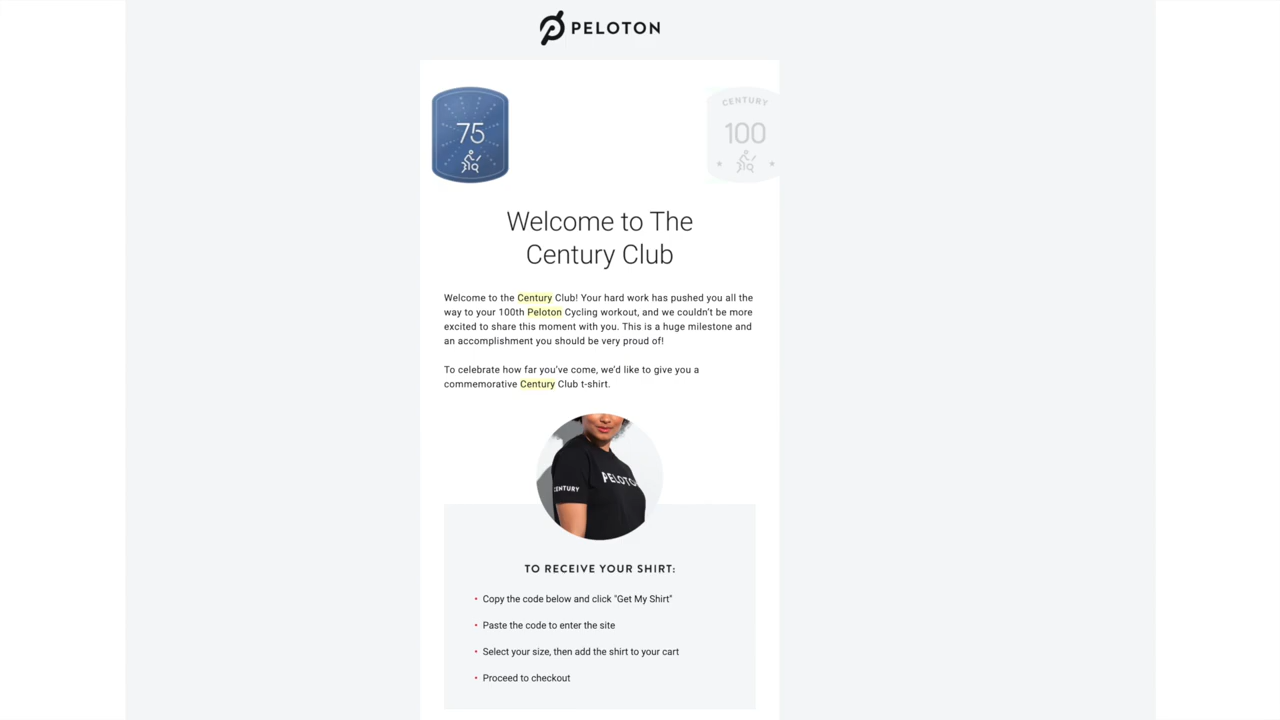 PELOTON
75
CENTURY
100
Welcome to The
Century Club
Welcome to the Century Club! Your hard work has pushed you all the
way to your 100th Peloton Cycling workout, and we couldn’t be more
excited to share this moment with you. This is a huge milestone and
an accomplishment you should be very proud of!
To celebrate how far you’ve come, we’d like to give you a
commemorative Century Club t-shirt.
CENTURY
PELOTON
TO RECEIVE YOUR SHIRT:
• Copy the code below and click "Get My Shirt"
• Paste the code to enter the site
• Select your size, then add the shirt to your cart
• Proceed to checkout